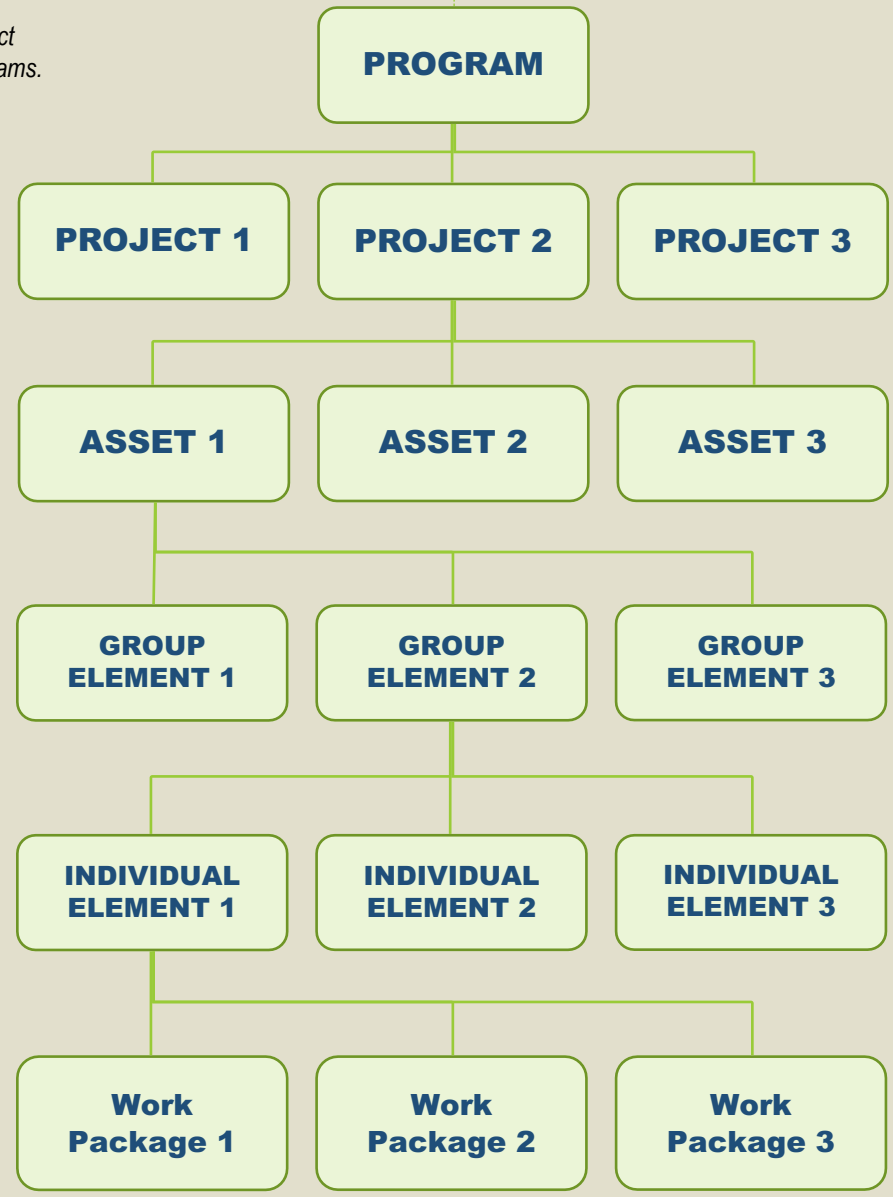 ct
ams.
PROGRAM
PROJECT 1
PROJECT 2
PROJECT 3
ASSET 1
ASSET 2
ASSET 3
GROUP
ELEMENT 1
GROUP
ELEMENT 2
GROUP
ELEMENT 3
INDIVIDUAL
ELEMENT 1
INDIVIDUAL
ELEMENT 2
INDIVIDUAL
ELEMENT 3
Work
Package 1
Work
Package 2
Work
Package 3